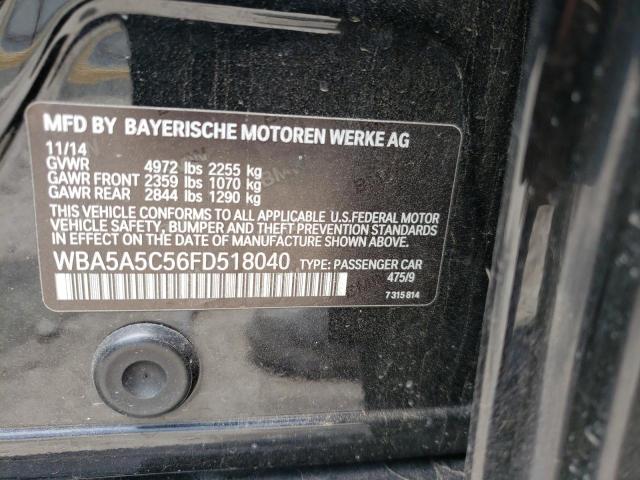 MFD BY BAYERISCHE MOTOREN WERKE AG
11/14
GVWR 4972 lbs 2255 kg
GAWR FRONT 2359 lbs 1070 kg
GAWR REAR 2844 lbs 1290 kg
THIS VEHICLE CONFORMS TO ALL APPLICABLE U.S.FEDERAL MOTOR
VEHICLE SAFETY, BUMPER AND THEFT PREVENTION STANDARDS
IN EFFECT ON THE DATE OF MANUFACTURE SHOWN ABOVE.
WBA5A5C56FD518040 TYPE: PASSENGER CAR
475/9
7315814